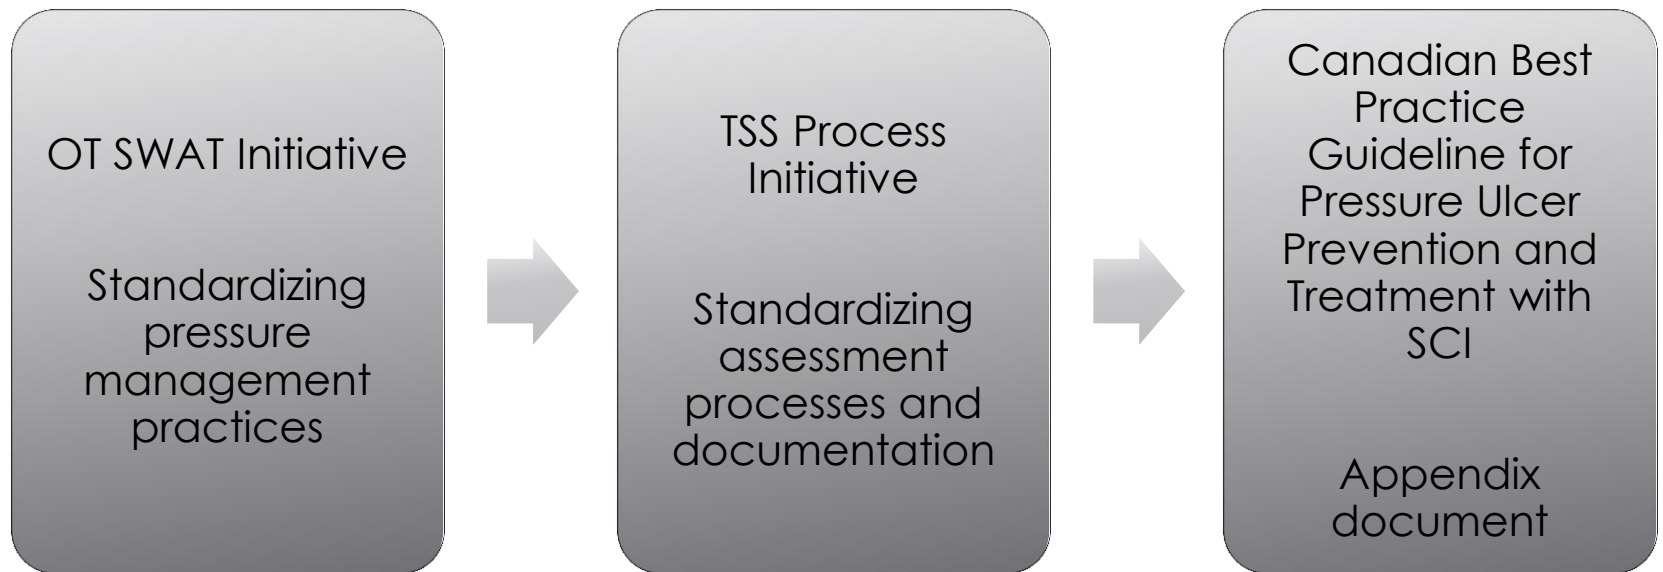 OT SWAT Initiative
Standardizing
pressure
management
practices
TSS Process
Initiative
Standardizing
assessment
processes and
documentation
Canadian Best
Practice
Guideline for
Pressure Ulcer
Prevention and
Treatment with
SCI
Appendix
document